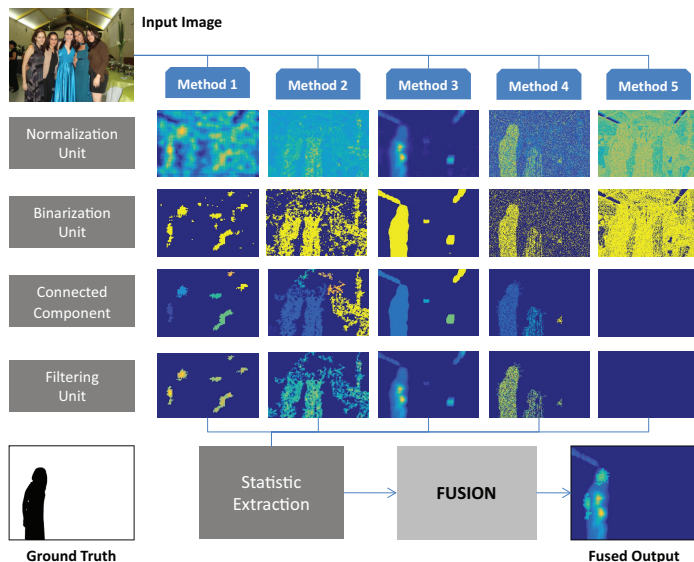 Input Image
Method 1
Method 2
Method 3
Method 4
Method 5
Normalization
Unit
Binarization
Unit
Connected
Component
Filtering
Unit
Statistic
Extraction
FUSION
Ground Truth
Fused Output